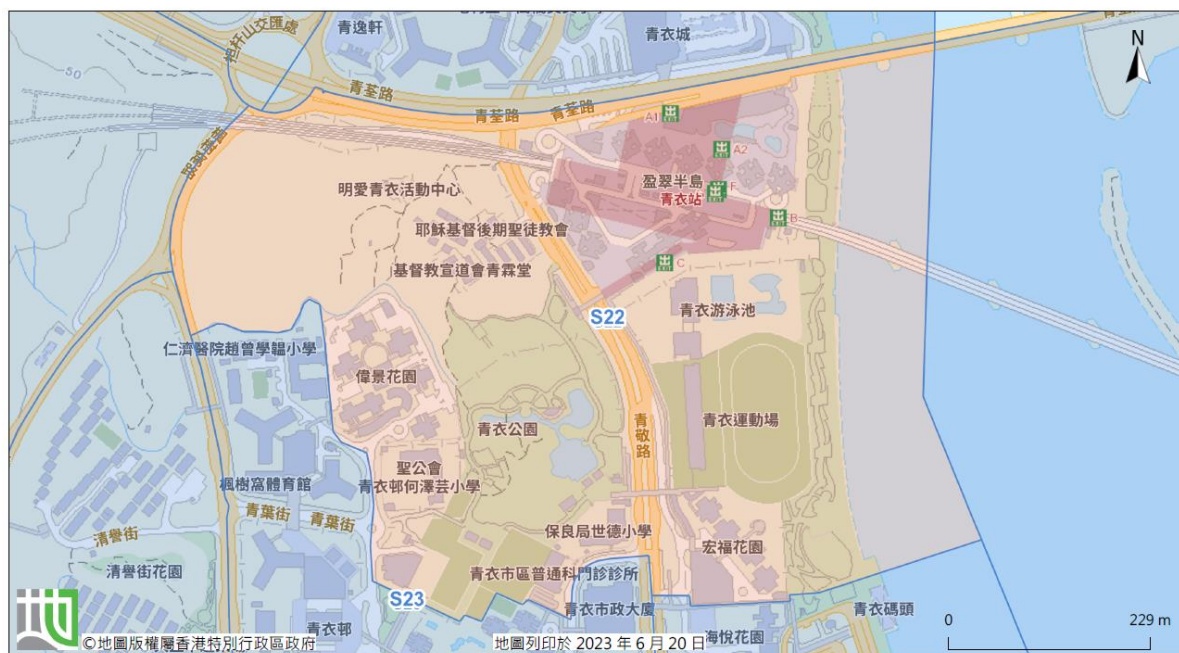 青逸軒
青衣城
N
担杆山交匯處
50
青荃路
青荃路
青荃路
A1
A2
楓樹窩路
盈翠半島
F
明愛青衣活動中心
青衣站
B
耶穌基督後期聖徒教會
基督教宣道會青霖堂
C
S22
青衣游泳池
仁濟醫院趙曾學韞小學
偉景花園
青衣公園
青衣運動場
青敬路
聖公會
青衣邨何澤芸小學
楓樹窩體育館
青葉街
青葉街
清譽街
保良局世德小學
宏福花園
清譽街花園
青衣市區普通科門診診所
S23
青衣市政大廈
青衣碼頭
0
229 m
青衣邨
海悅花園
©地圖版權屬香港特別行政區政府
地圖列印於 2023 年 6 月 20 日